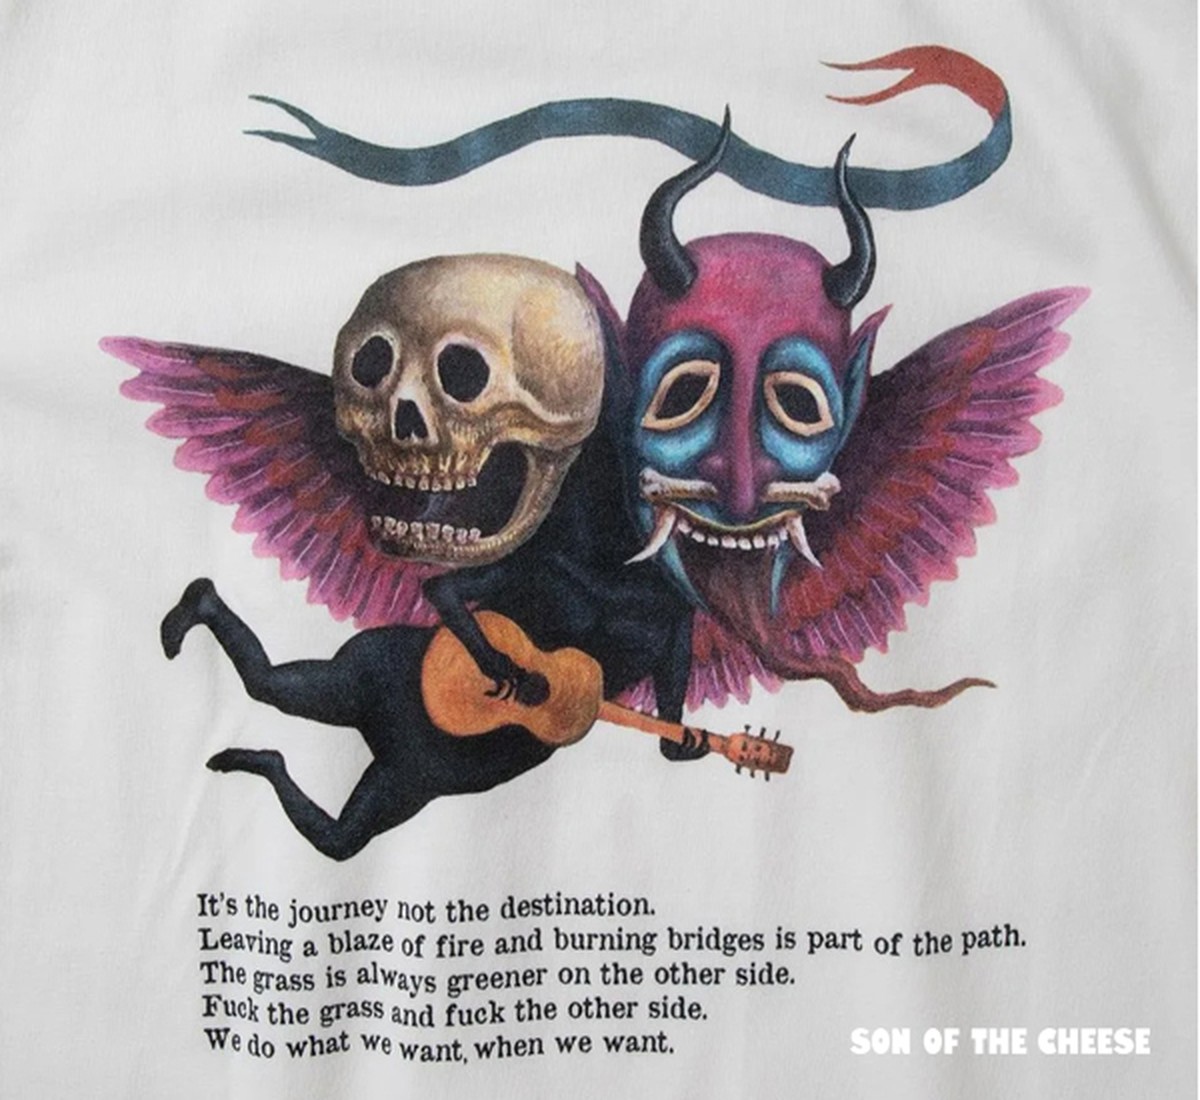 It's the journey not the destination.
Leaving a blaze of fire and burning bridges is part of the path.
The grass is always greener on the other side.
Fuck the grass and fuck the other side.
We do what we want, when we want.
SON OF THE CHEESE